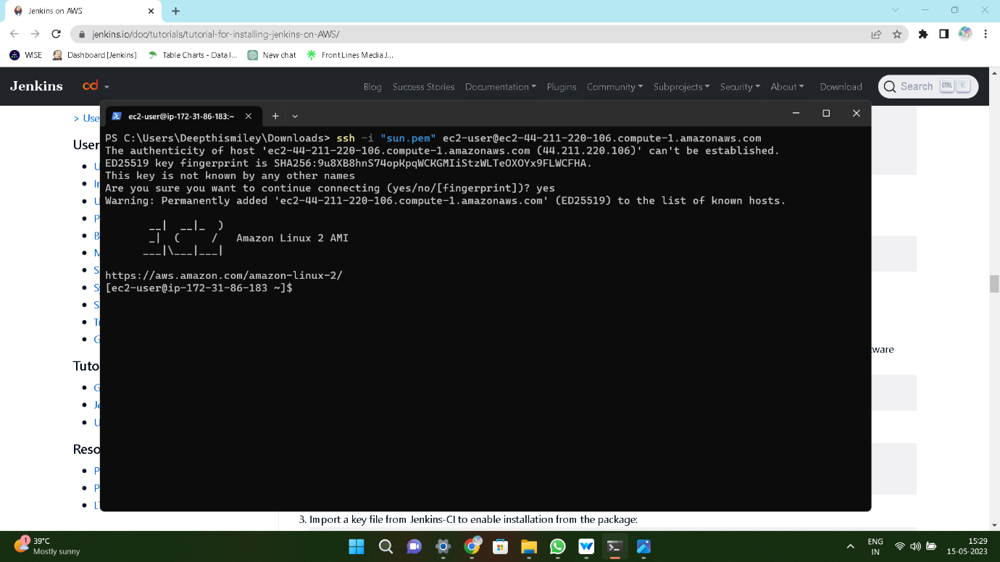 Jenkins on AWS
jenkins.io/doc/tutorials/tutorial-for-installing-jenkins-on-AWS/
WISE Dashboard [Jenkins] Table Charts - Data I... New chat Front Lines Media J...
Jenkins cd Blog Success Stories Documentation Plugins Community Subprojects Security About Download Search CTRL K
> Use
ec2-user@ip-172-31-86-183:~
User
PS C:\Users\Deepthismiley\Downloads> ssh -i "sun.pem" ec2-user@ec2-44-211-220-106.compute-1.amazonaws.com
The authenticity of host 'ec2-44-211-220-106.compute-1.amazonaws.com (44.211.220.106)' can't be established.
ED25519 key fingerprint is SHA256:9u8XB8hnS74opKpqWCKGMIiStzWLTeOXOYx9FLWCFHA.
This key is not known by any other names
Are you sure you want to continue connecting (yes/no/[fingerprint])? yes
Warning: Permanently added 'ec2-44-211-220-106.compute-1.amazonaws.com' (ED25519) to the list of known hosts.
__| __|_ )
_| ( / Amazon Linux 2 AMI
___|\___|___|
https://aws.amazon.com/amazon-linux-2/
[ec2-user@ip-172-31-86-183 ~]$
tware
Tuto
Reso
3. Import a key file from Jenkins-CI to enable installation from the package:
1
39°C
Mostly sunny
ENG
IN
15:29
15-05-2023